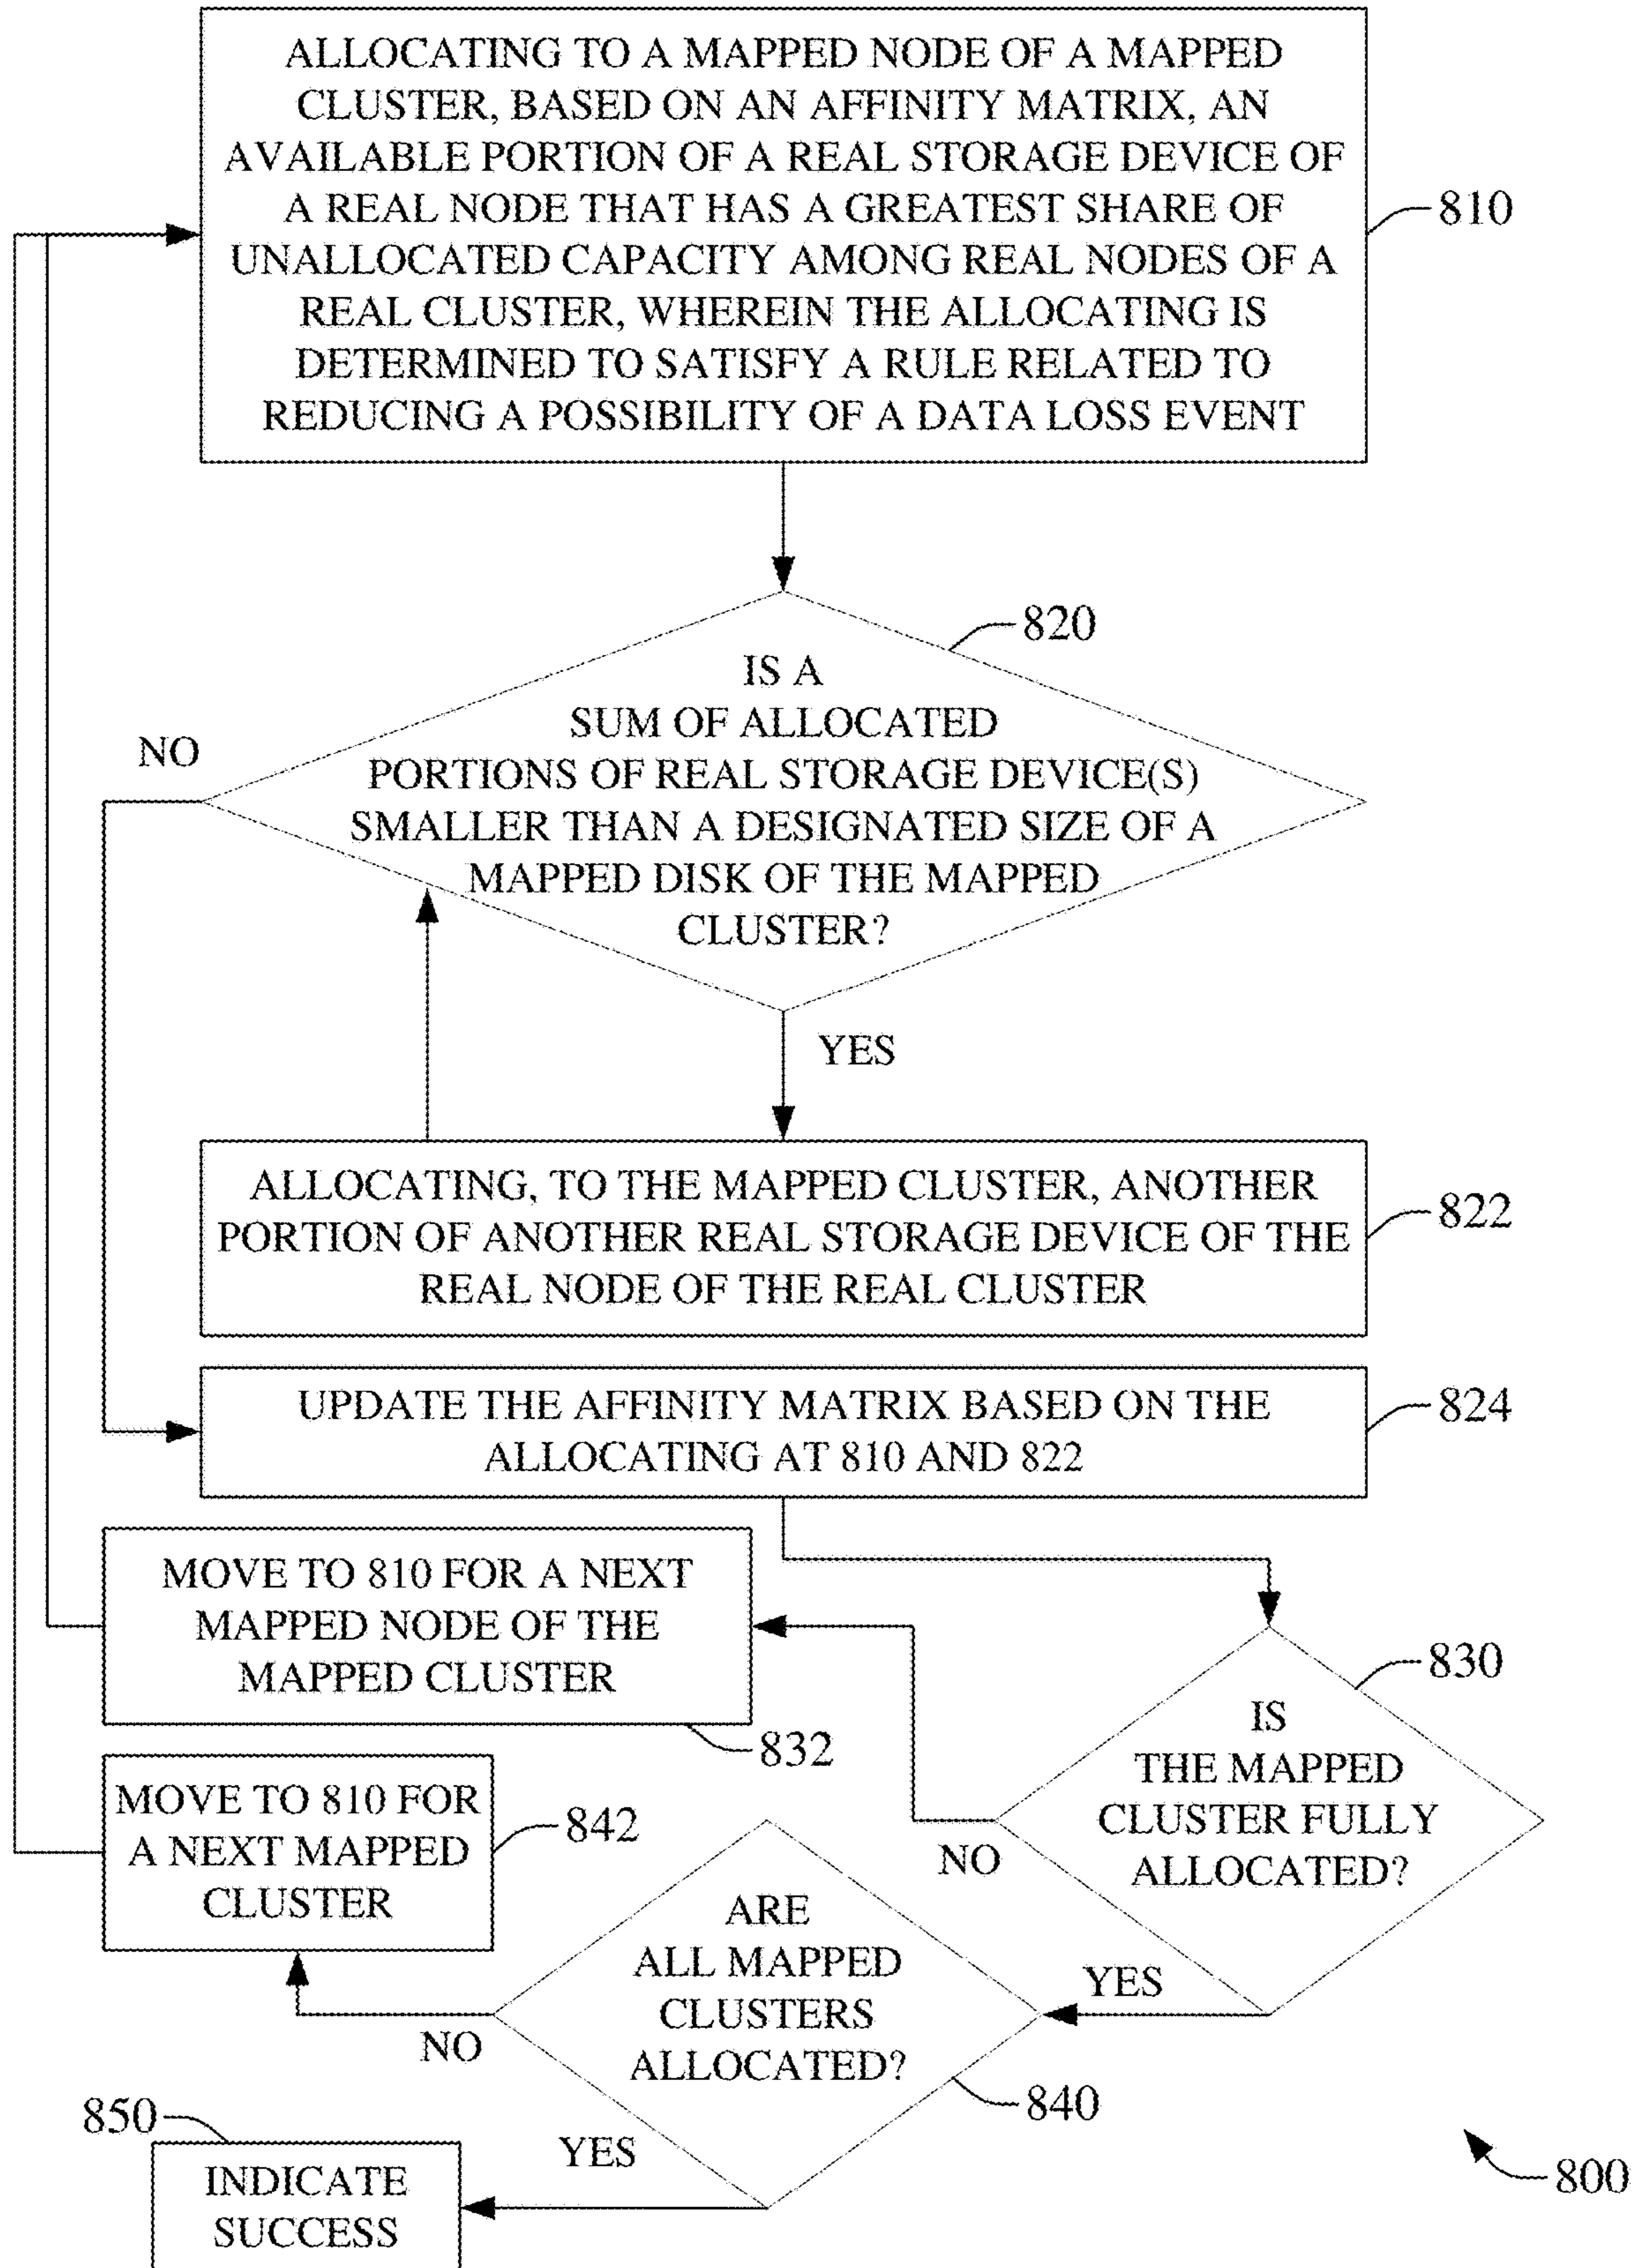 ALLOCATING TO A MAPPED NODE OF A MAPPED
CLUSTER, BASED ON AN AFFINITY MATRIX, AN
AVAILABLE PORTION OF A REAL STORAGE DEVICE OF
A REAL NODE THAT HAS A GREATEST SHARE OF
UNALLOCATED CAPACITY AMONG REAL NODES OF A
REAL CLUSTER, WHEREIN THE ALLOCATING IS
DETERMINED TO SATISFY A RULE RELATED TO
REDUCING A POSSIBILITY OF A DATA LOSS EVENT
810
820
IS A
SUM OF ALLOCATED
PORTIONS OF REAL STORAGE DEVICE(S)
SMALLER THAN A DESIGNATED SIZE OF A
MAPPED DISK OF THE MAPPED
CLUSTER?
NO
YES
ALLOCATING, TO THE MAPPED CLUSTER, ANOTHER
PORTION OF ANOTHER REAL STORAGE DEVICE OF THE
REAL NODE OF THE REAL CLUSTER
822
UPDATE THE AFFINITY MATRIX BASED ON THE
ALLOCATING AT 810 AND 822
824
MOVE TO 810 FOR A NEXT
MAPPED NODE OF THE
MAPPED CLUSTER
832
830
IS
THE MAPPED
CLUSTER FULLY
ALLOCATED?
NO
YES
MOVE TO 810 FOR
A NEXT MAPPED
CLUSTER
842
ARE
ALL MAPPED
CLUSTERS
ALLOCATED?
NO
840
YES
850
INDICATE
SUCCESS
800